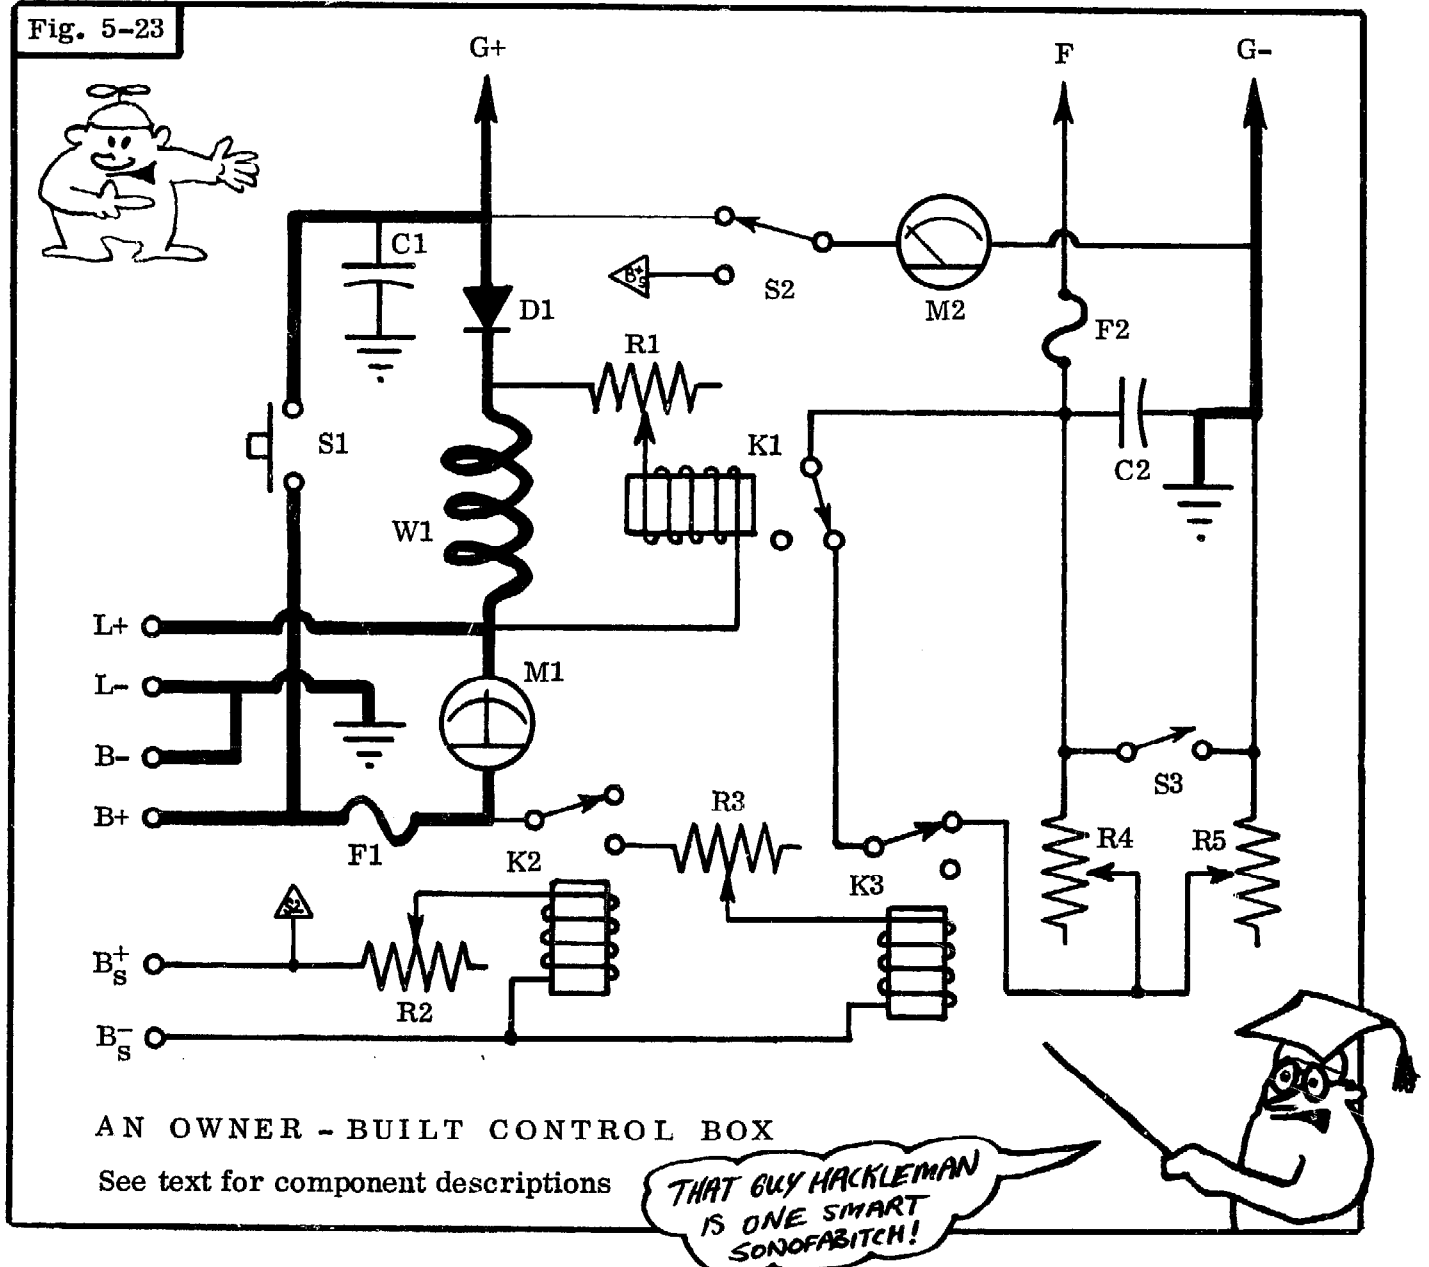 Fig. 5-23
G+
F
G-
C1
B+s
S2
M2
D1
F2
R1
S1
K1
C2
W1
L+
M1
L-
B-
S3
B+
R3
R4
R5
F1
K2
K3
S2
B+s
R2
B-s
AN OWNER-BUILT CONTROL BOX
See text for component descriptions
THAT GUY HACKLEMAN
IS ONE SMART
SONOFABITCH!